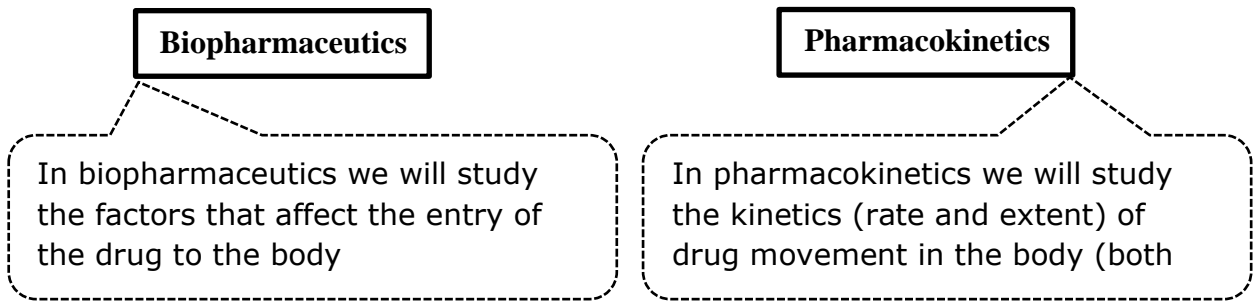 Biopharmaceutics
Pharmacokinetics
In biopharmaceutics we will study
the factors that affect the entry of
the drug to the body
In pharmacokinetics we will study
the kinetics (rate and extent) of
drug movement in the body (both